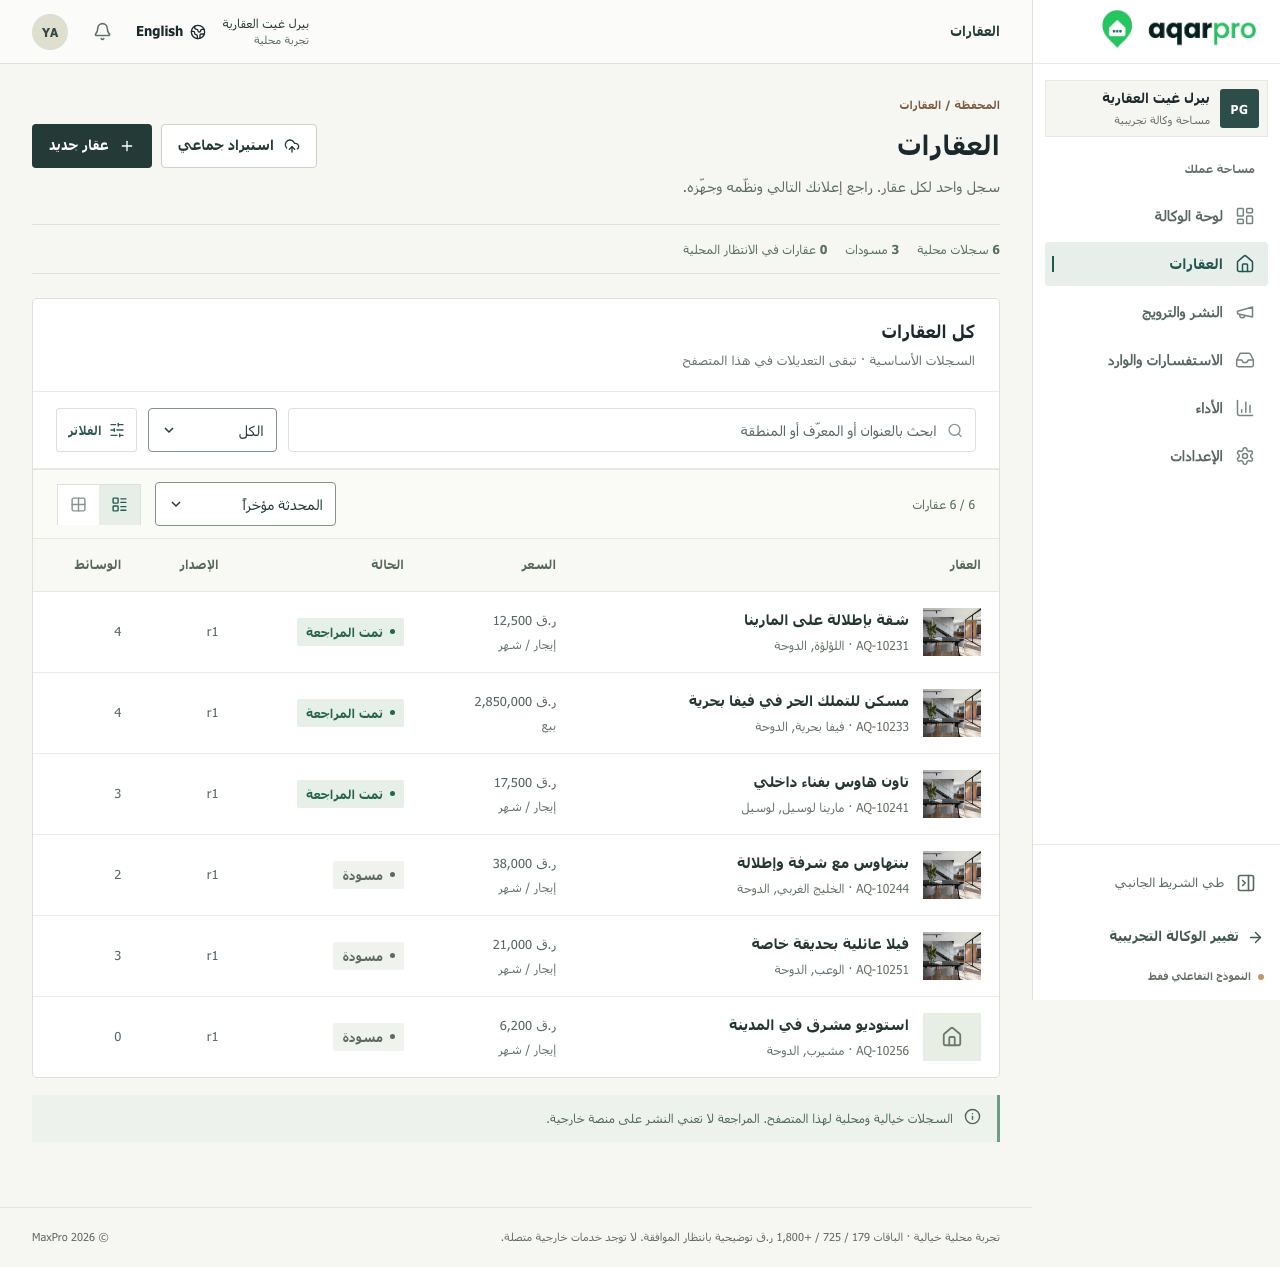 aqarpro
PG
بيرل غيت العقارية
مساحة وكالة تجريبية
مساحة عملك
لوحة الوكالة
العقارات
النشر والترويج
الاستفسارات والوارد
الأداء
الإعدادات
طي الشريط الجانبي
تغيير الوكالة التجريبية
النموذج التفاعلي فقط
العقارات
بيرل غيت العقارية
تجربة محلية
English
YA
المحفظة / العقارات
العقارات
سجل واحد لكل عقار. راجع إعلانك التالي ونظّمه وجهّزه.
استيراد جماعي
عقار جديد
6 سجلات محلية
3 مسودات
0 عقارات في الانتظار المحلية
كل العقارات
السجلات الأساسية · تبقى التعديلات في هذا المتصفح
ابحث بالعنوان أو المعرّف أو المنطقة
الكل
الفلاتر
6 / 6 عقارات
المحدثة مؤخراً
العقار السعر الحالة الإصدار الوسائط
شقة بإطلالة على المارينا
AQ-10231 · اللؤلؤة, الدوحة
ر.ق 12,500
إيجار / شهر
تمت المراجعة
r1
4
مسكن للتملك الحر في فيفا بحرية
AQ-10233 · فيفا بحرية, الدوحة
ر.ق 2,850,000
بيع
تمت المراجعة
r1
4
تاون هاوس بفناء داخلي
AQ-10241 · مارينا لوسيل, لوسيل
ر.ق 17,500
إيجار / شهر
تمت المراجعة
r1
3
بنتهاوس مع شرفة وإطلالة
AQ-10244 · الخليج الغربي, الدوحة
ر.ق 38,000
إيجار / شهر
مسودة
r1
2
فيلا عائلية بحديقة خاصة
AQ-10251 · الوعب, الدوحة
ر.ق 21,000
إيجار / شهر
مسودة
r1
3
استوديو مشرق في المدينة
AQ-10256 · مشيرب, الدوحة
ر.ق 6,200
إيجار / شهر
مسودة
r1
0
السجلات خيالية ومحلية لهذا المتصفح. المراجعة لا تعني النشر على منصة خارجية.
تجربة محلية خيالية · الباقات 179 / 725 / +1,800 ر.ق توضيحية بانتظار الموافقة. لا توجد خدمات خارجية متصلة.
© 2026 MaxPro